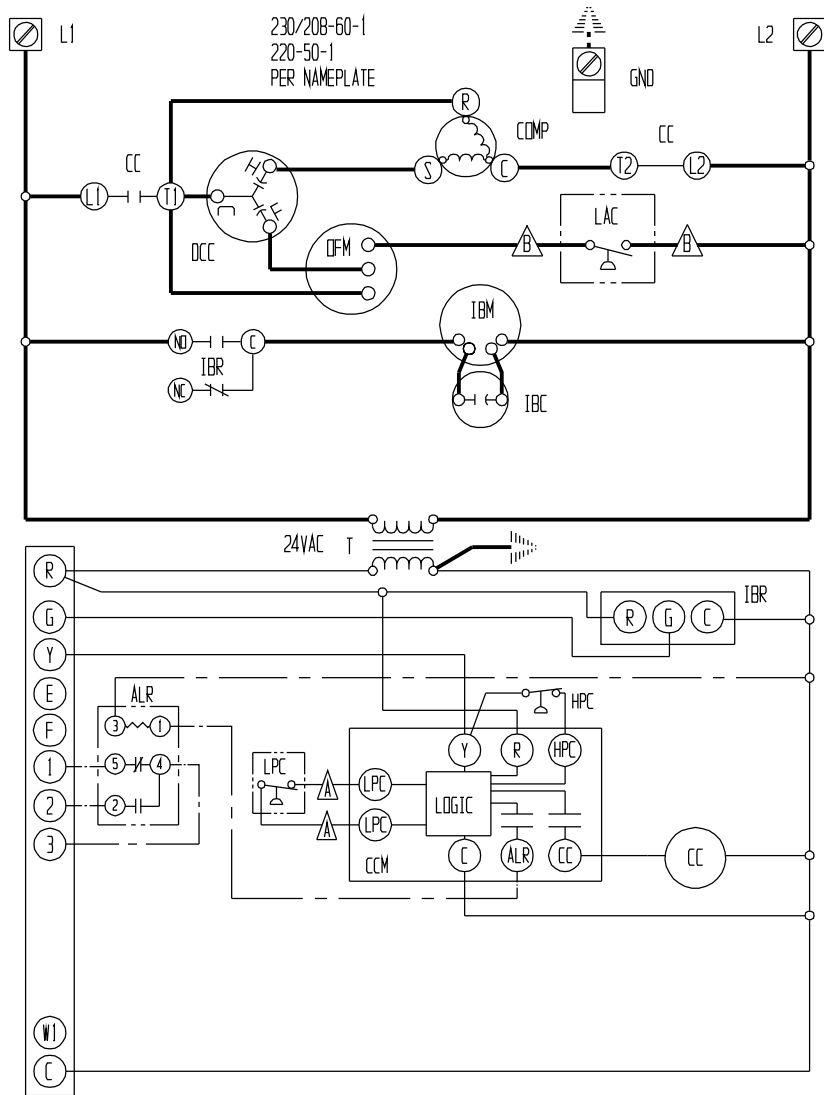 L1
230/208-60-1
220-50-1
PER NAMEPLATE
GND
L2
R
COMP
S
C
CC
T2
L2
CC
L1
T1
H
C
F
OCC
OFM
B
LAC
B
IBM
NO
C
IBR
NC
IBC
24VAC T
R
G
Y
E
F
1
2
3
W1
C
IBR
R
G
C
ALR
3
1
5
4
2
HPC
LPC
A
A
Y
R
HPC
LPC
LPC
LOGIC
C
ALR
CC
CCM
CC